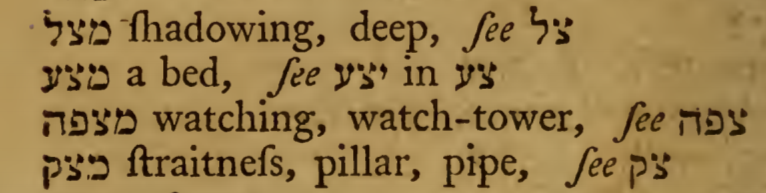 מצל ſhadowing, deep, ſee צל
מצע a bed, ſee יצע in צע
מצפה watching, watch-tower, ſee צפה
מצק ſtraitneſs, pillar, pipe, ſee צק